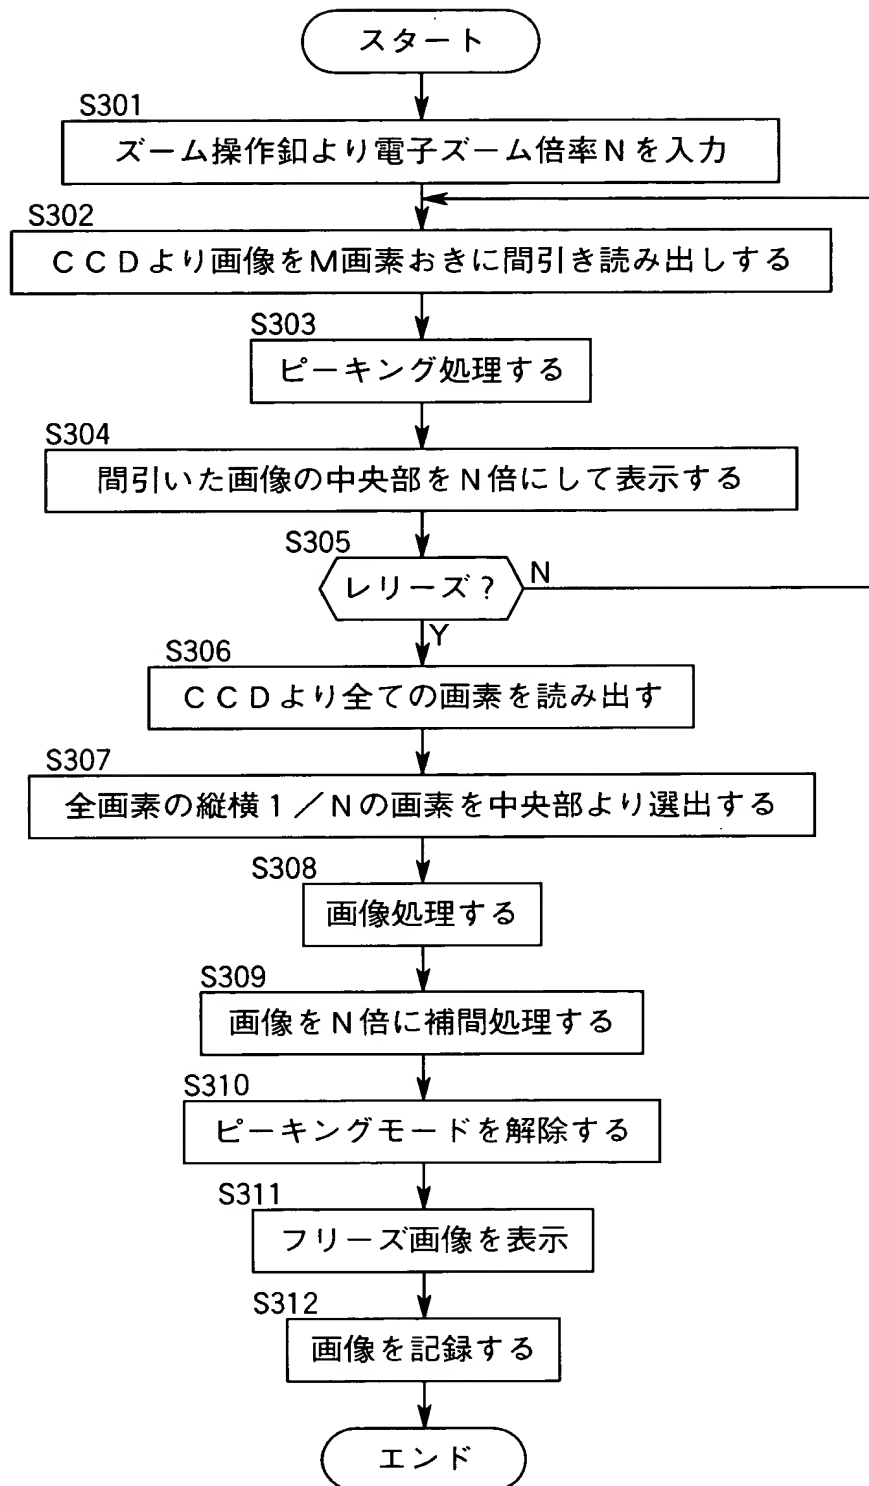 スタート
S301
ズーム操作釦より電子ズーム倍率Nを入力
S302
CCDより画像をM画素おきに間引き読み出しする
S303
ピーキング処理する
S304
間引いた画像の中央部をN倍にして表示する
S305
レリーズ?
N
Y
S306
CCDより全ての画素を読み出す
S307
全画素の縦横1/Nの画素を中央部より選出する
S308
画像処理する
S309
画像をN倍に補間処理する
S310
ピーキングモードを解除する
S311
フリーズ画像を表示
S312
画像を記録する
エンド